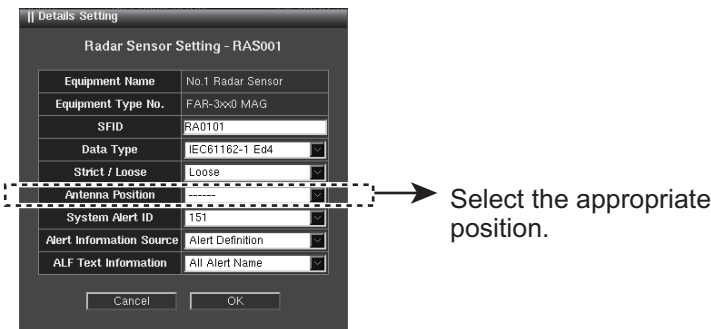 || Details Setting
Radar Sensor Setting - RAS001
Equipment Name No.1 Radar Sensor
Equipment Type No. FAR-3xx0 MAG
SFID RA0101
Data Type IEC61162-1 Ed4
Strict / Loose Loose
Antenna Position ------
System Alert ID 151
Alert Information Source Alert Definition
ALF Text Information All Alert Name
Cancel OK
Select the appropriate
position.